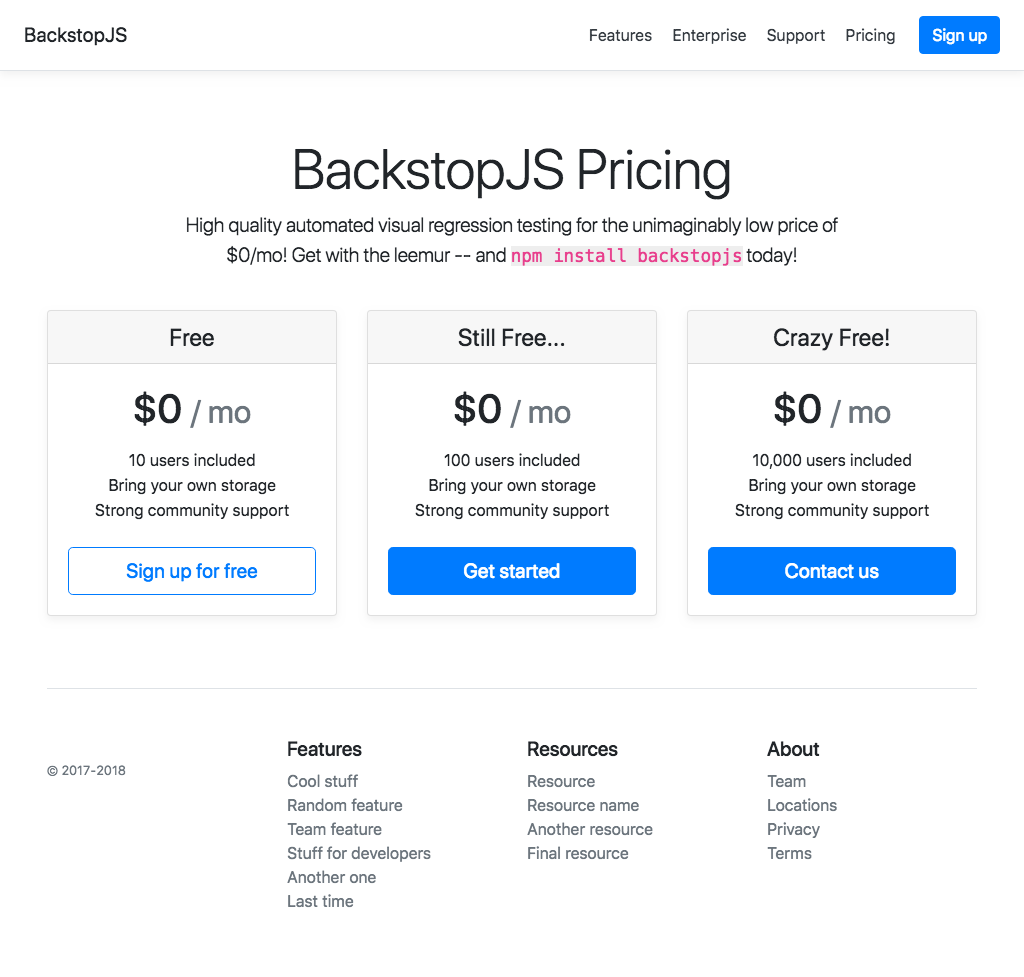 BackstopJS
Features Enterprise Support Pricing Sign up
BackstopJS Pricing
High quality automated visual regression testing for the unimaginably low price of
$0/mo! Get with the leemur -- and npm install backstopjs today!
Free
$0 / mo
10 users included
Bring your own storage
Strong community support
Sign up for free
Still Free...
$0 / mo
100 users included
Bring your own storage
Strong community support
Get started
Crazy Free!
$0 / mo
10,000 users included
Bring your own storage
Strong community support
Contact us
© 2017-2018
Features
Cool stuff
Random feature
Team feature
Stuff for developers
Another one
Last time
Resources
Resource
Resource name
Another resource
Final resource
About
Team
Locations
Privacy
Terms